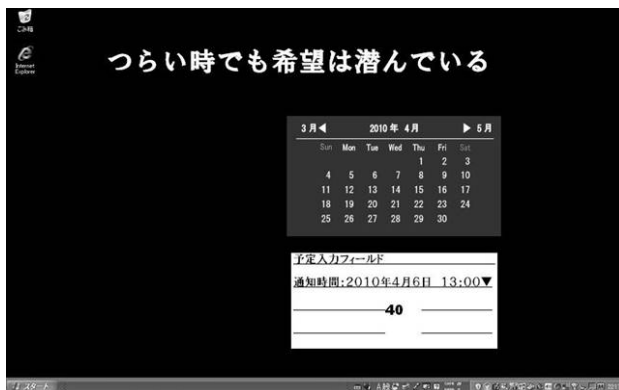 ごみ箱
つらい時でも希望は潜んでいる
Internet
Explorer
3月◀ 2010年 4月 ▶5月
Sun Mon Tue Wed Thu Fri Sat
1 2 3
4 5 6 7 8 9 10
11 12 13 14 15 16 17
18 19 20 21 22 23 24
25 26 27 28 29 30
予定入力フィールド
通知時間:2010年4月6日 13:00▼
40
スタート